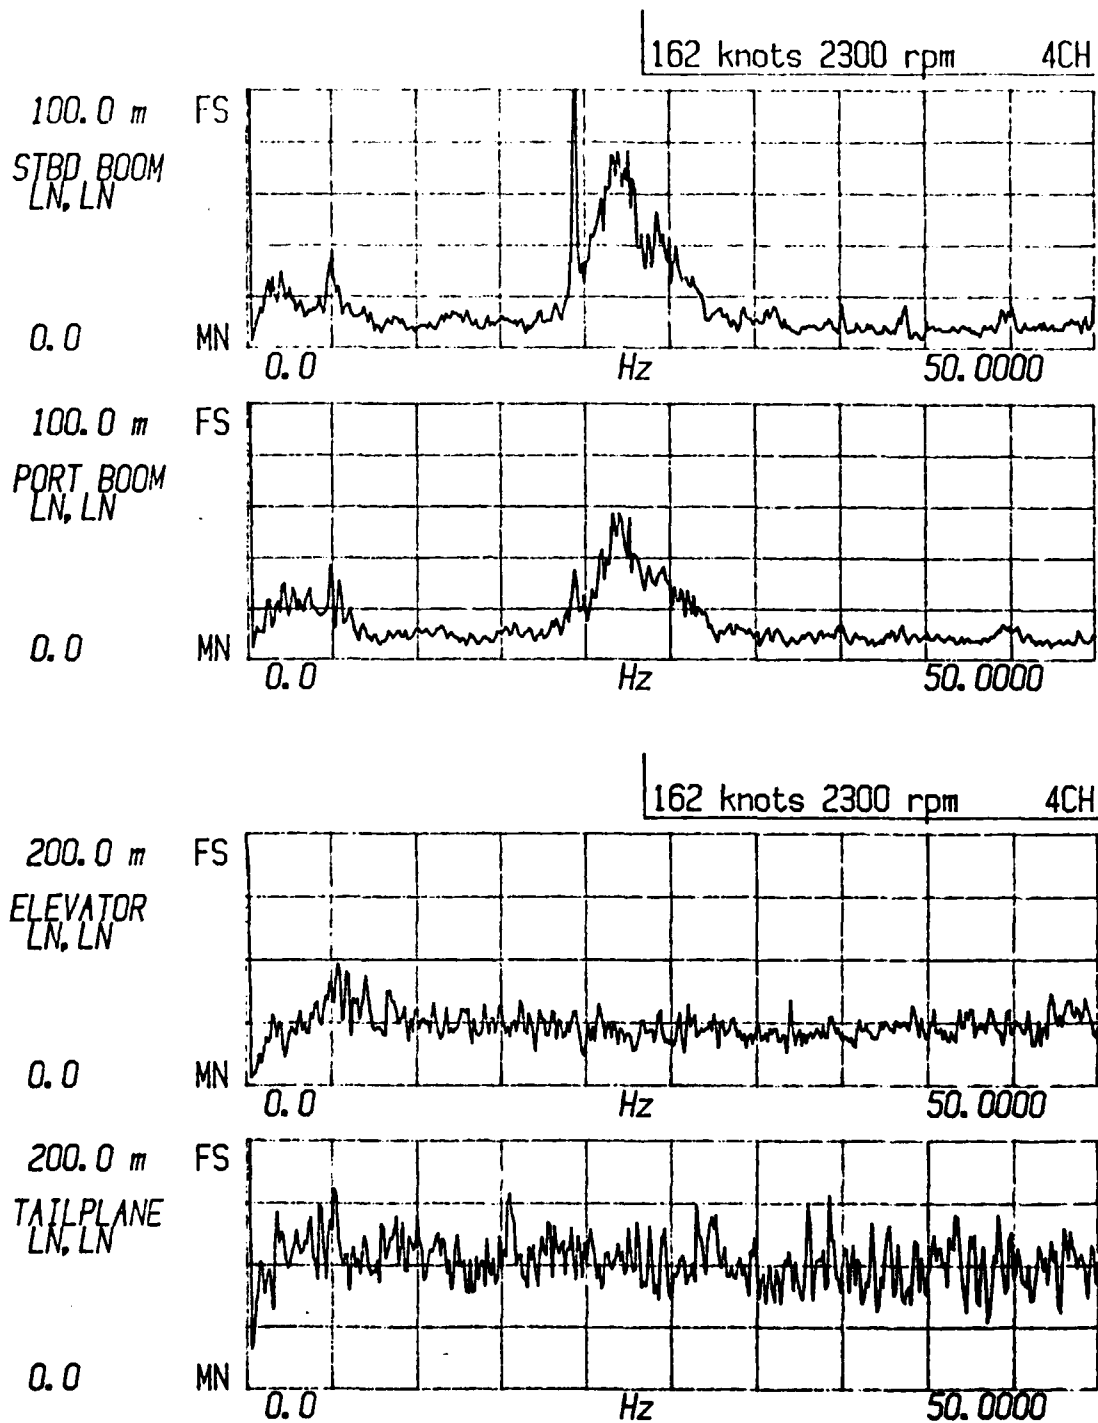 162 knots 2300 rpm 4CH
100.0 m FS
STBD BOOM
LN, LN
0.0 MN
0.0 Hz 50.0000
100.0 m FS
PORT BOOM
LN, LN
0.0 MN
0.0 Hz 50.0000
162 knots 2300 rpm 4CH
200.0 m FS
ELEVATOR
LN, LN
0.0 MN
0.0 Hz 50.0000
200.0 m FS
TAILPLANE
LN, LN
0.0 MN
0.0 Hz 50.0000